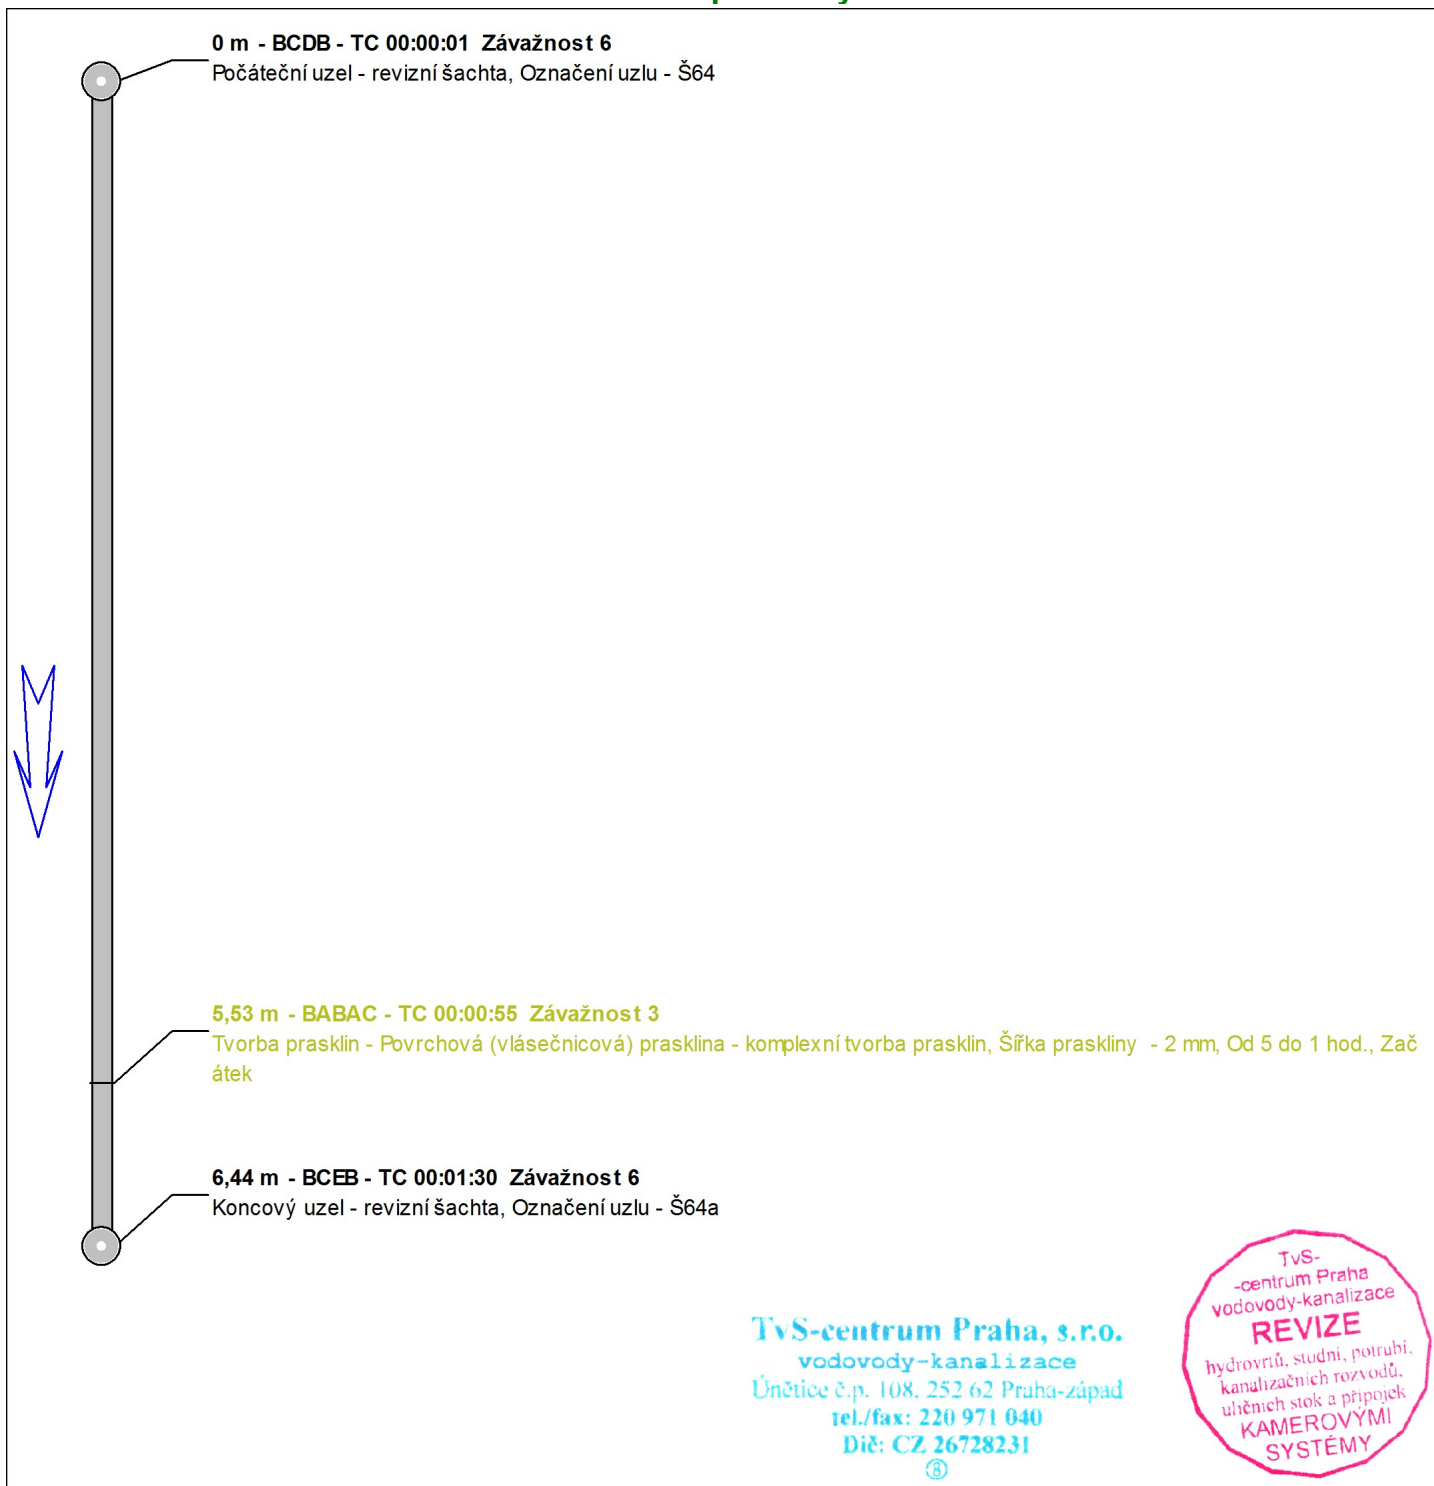 0 m - BCDB - TC 00:00:01 Závažnost 6
Počáteční uzel - revizní šachta, Označení uzlu - Š64
5,53 m - BABAC - TC 00:00:55 Závažnost 3
Tvorba prasklin - Povrchová (vlásečnicová) prasklina - komplexní tvorba prasklin, Šířka praskliny - 2 mm, Od 5 do 1 hod., Zač
átek
6,44 m - BCEB - TC 00:01:30 Závažnost 6
Koncový uzel - revizní šachta, Označení uzlu - Š64a
TvS-centrum Praha, s.r.o.
vodovody-kanalizace
Únětice č.p. 108, 252 62 Praha-západ
tel./fax: 220 971 040
Dič: CZ 26728231
⑧
TvS-
-centrum Praha
vodovody-kanalizace
REVIZE
hydrovrtů, studní, potrubí,
kanalizačních rozvodů,
uličních stok a přípojek
KAMEROVÝMI
SYSTÉMY